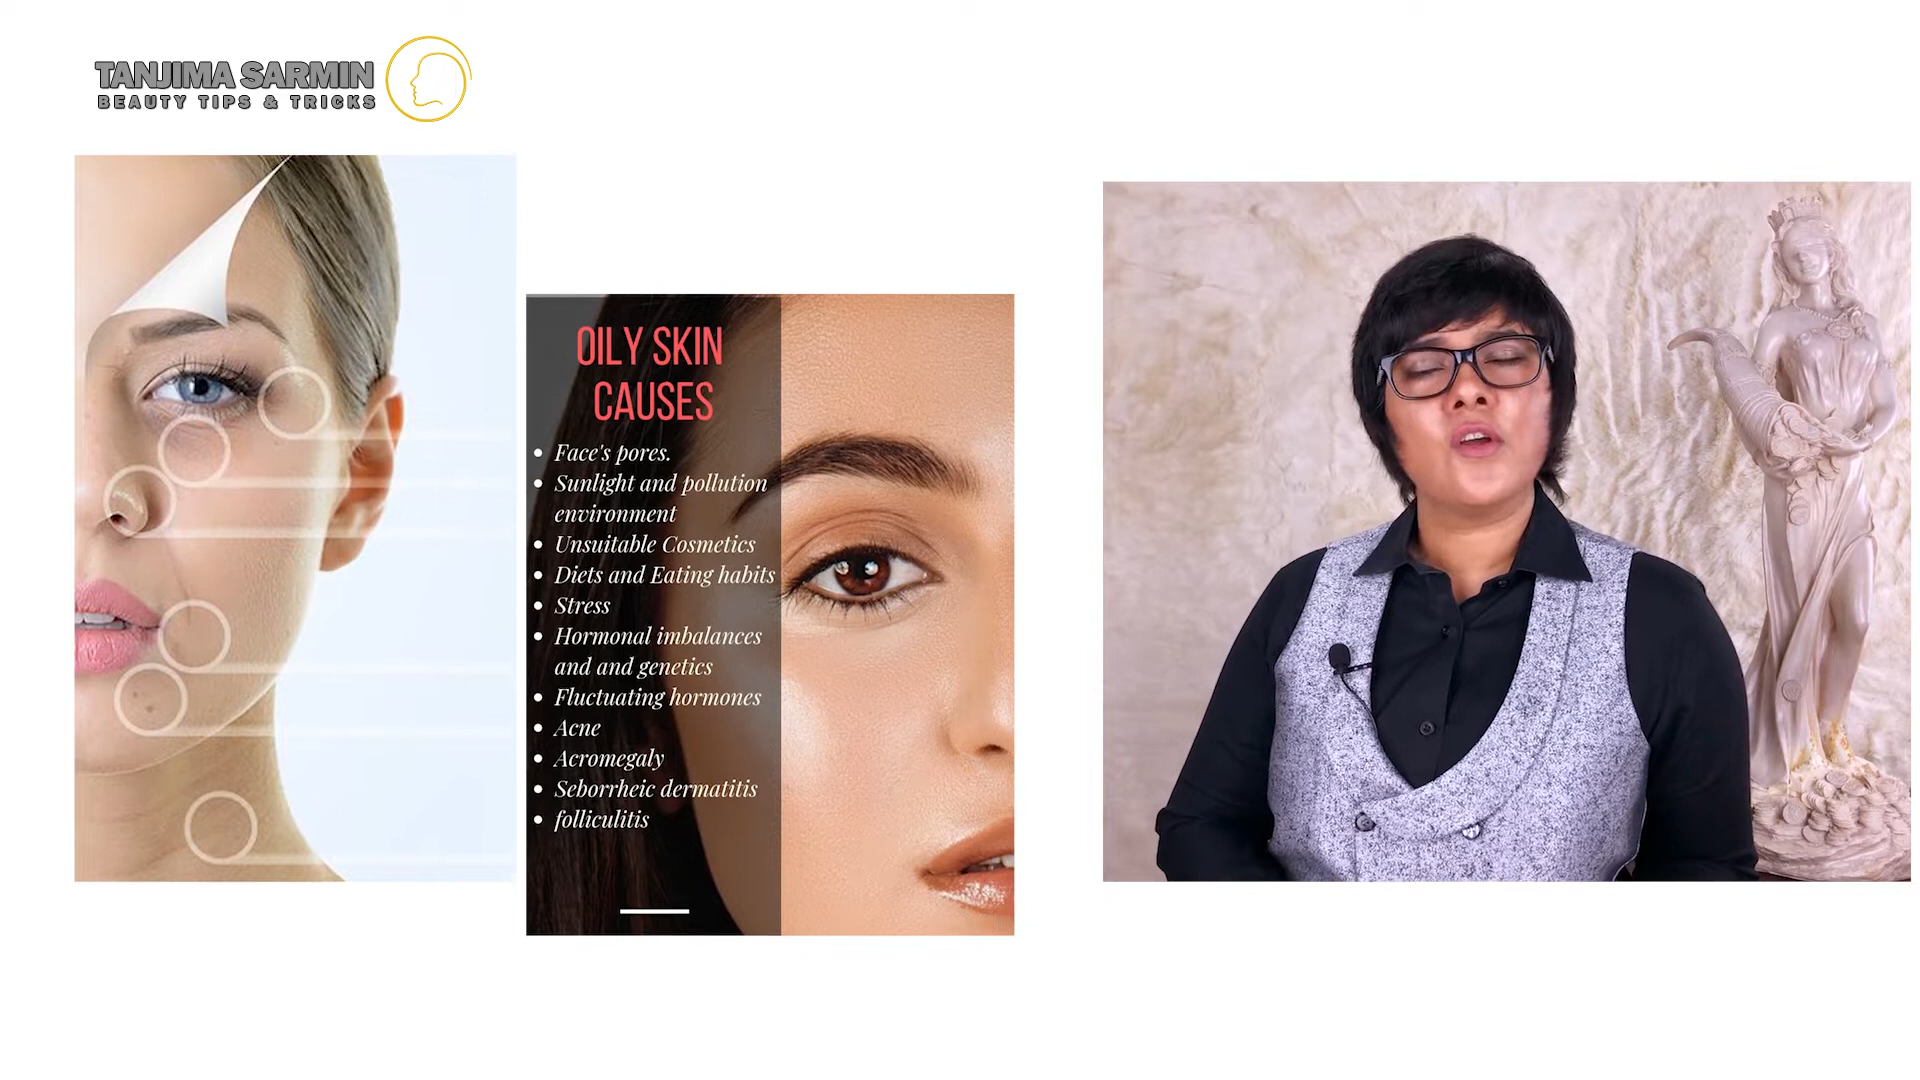 TANJIMA SARMIN
BEAUTY TIPS & TRICKS
OILY SKIN
CAUSES
• Face's pores.
• Sunlight and pollution
environment
• Unsuitable Cosmetics
• Diets and Eating habits
• Stress
• Hormonal imbalances
and and genetics
• Fluctuating hormones
• Acne
• Acromegaly
• Seborrheic dermatitis
• folliculitis